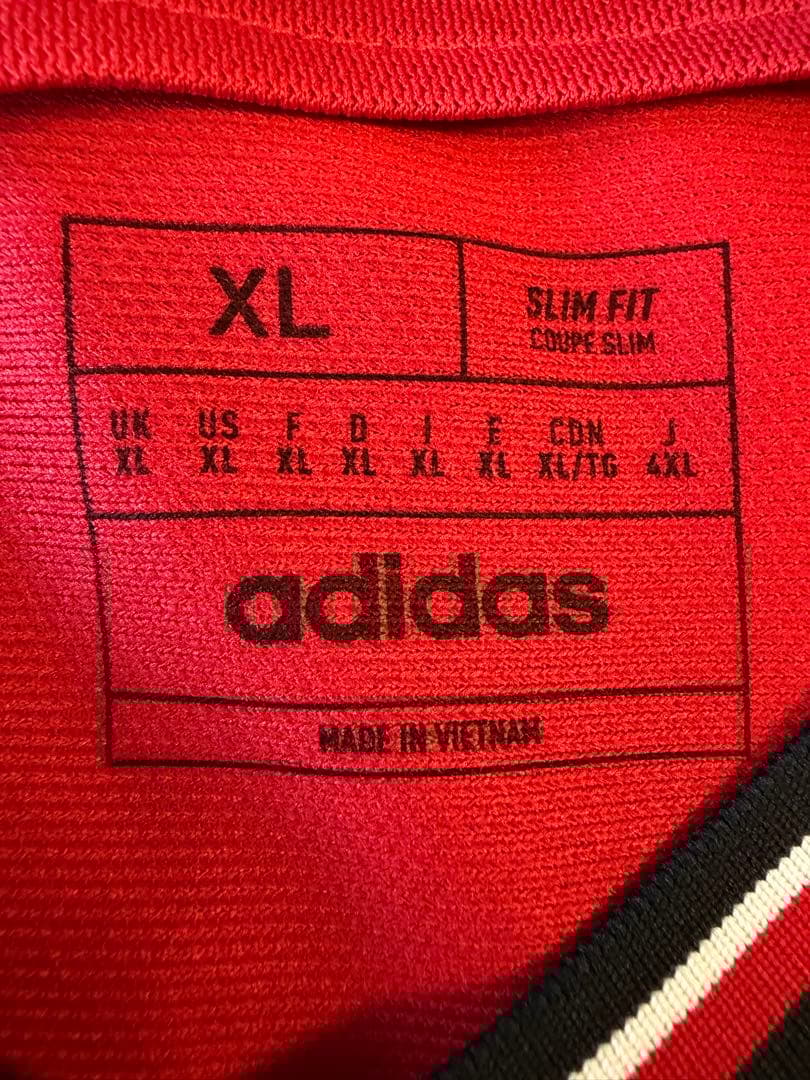 XL
SLIM FIT
COUPE SLIM
UK US F D I E CDN J
XL XL XL XL XL XL XL/TG 4XL
adidas
MADE IN VIETNAM